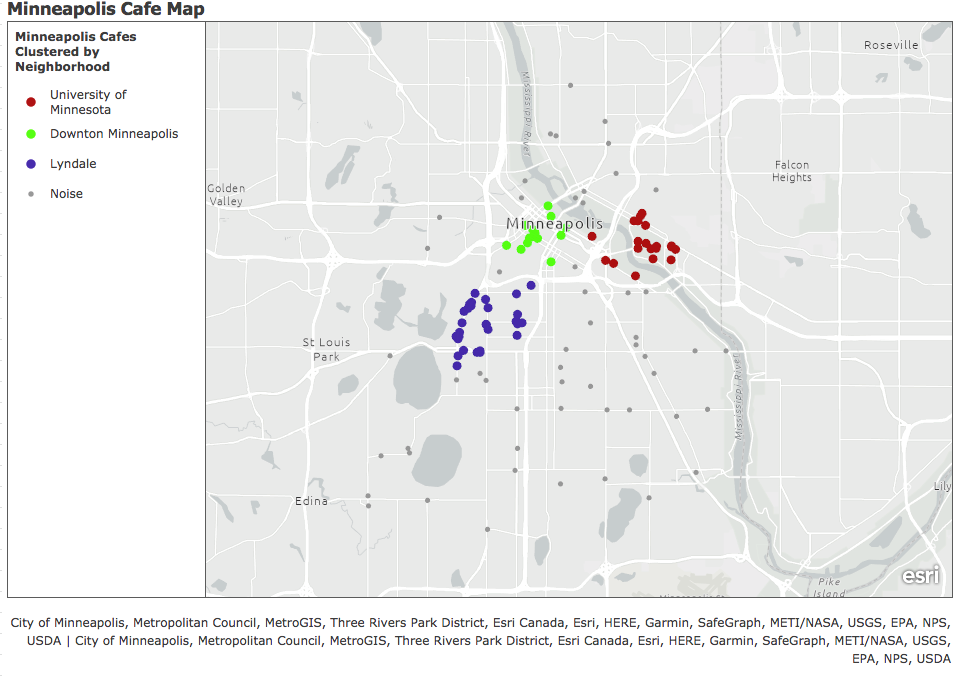 Minneapolis Cafe Map
Minneapolis Cafes
Clustered by
Neighborhood
University of
Minnesota
Downton Minneapolis
Lyndale
Noise
Roseville
Mississippi River
Falcon
Heights
Golden
Valley
Minneapolis
St Louis
Park
Mississippi River
Edina
Lily
esri
Pike
Island
City of Minneapolis, Metropolitan Council, MetroGIS, Three Rivers Park District, Esri Canada, Esri, HERE, Garmin, SafeGraph, METI/NASA, USGS, EPA, NPS,
USDA | City of Minneapolis, Metropolitan Council, MetroGIS, Three Rivers Park District, Esri Canada, Esri, HERE, Garmin, SafeGraph, METI/NASA, USGS,
EPA, NPS, USDA